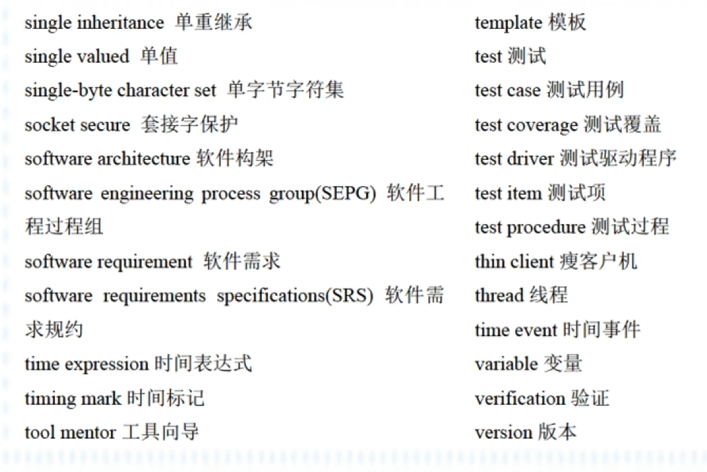 single inheritance 单重继承
single valued 单值
single-byte character set 单字节字符集
socket secure 套接字保护
software architecture 软件构架
software engineering process group(SEPG) 软件工
程过程组
software requirement 软件需求
software requirements specifications(SRS) 软件需
求规约
time expression 时间表达式
timing mark 时间标记
tool mentor 工具向导
template 模板
test 测试
test case 测试用例
test coverage 测试覆盖
test driver 测试驱动程序
test item 测试项
test procedure 测试过程
thin client 瘦客户机
thread 线程
time event 时间事件
variable 变量
verification 验证
version 版本